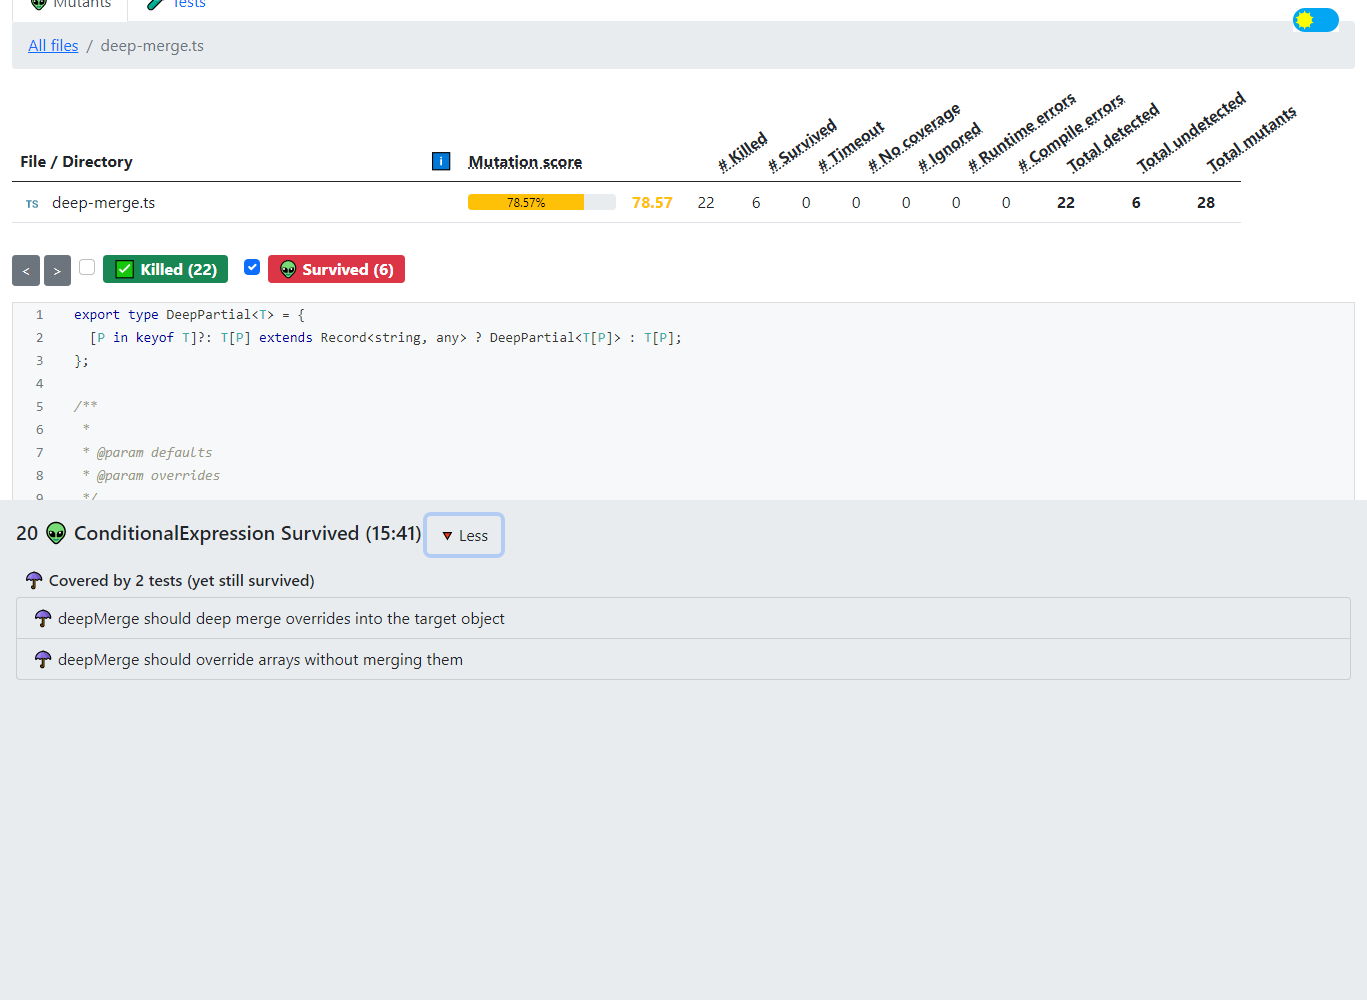 Mutants Tests
All files / deep-merge.ts
File / Directory i Mutation score # Killed # Survived # Timeout # No coverage # Ignored # Runtime errors # Compile errors Total detected Total undetected Total mutants
TS deep-merge.ts 78.57% 78.57 22 6 0 0 0 0 0 22 6 28
< > Killed (22) Survived (6)
1 export type DeepPartial<T> = {
2 [P in keyof T]?: T[P] extends Record<string, any> ? DeepPartial<T[P]> : T[P];
3 };
4
5 /**
6 *
7 * @param defaults
8 * @param overrides
9 */
20 ConditionalExpression Survived (15:41) Less
Covered by 2 tests (yet still survived)
deepMerge should deep merge overrides into the target object
deepMerge should override arrays without merging them